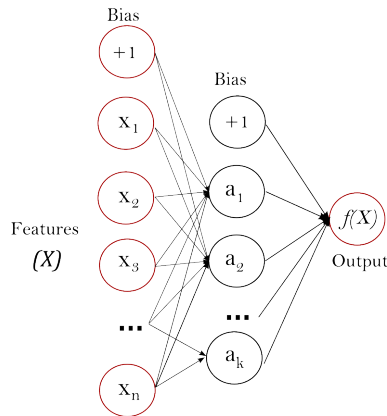 Bias
+1
x1
x2
x3
...
xn
Features
(X)
Bias
+1
a1
a2
...
ak
f(X)
Output